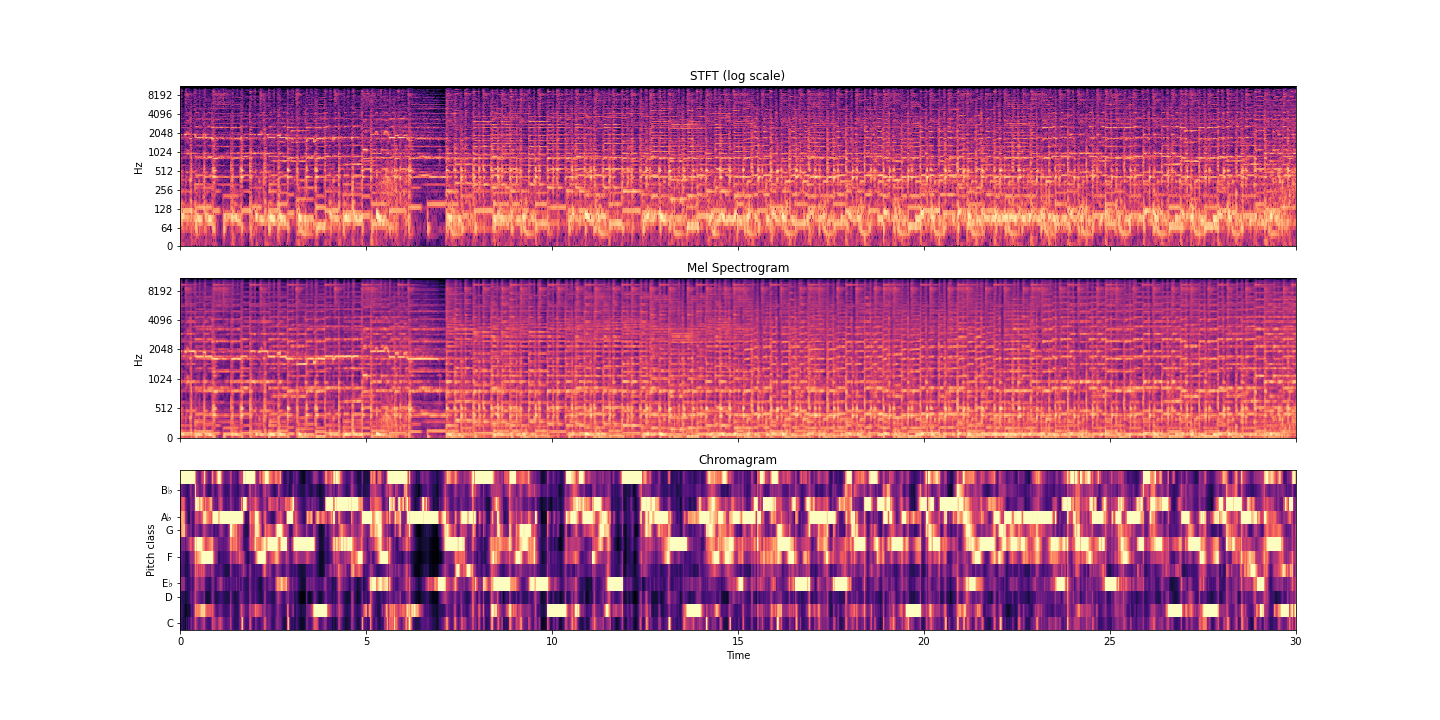 STFT (log scale)
8192
4096
2048
1024
512
256
128
64
0
Hz
Mel Spectrogram
8192
4096
2048
1024
512
0
Hz
Chromagram
B♭
A♭
G
F
E♭
D
C
Pitch class
0 5 10 15 20 25 30
Time